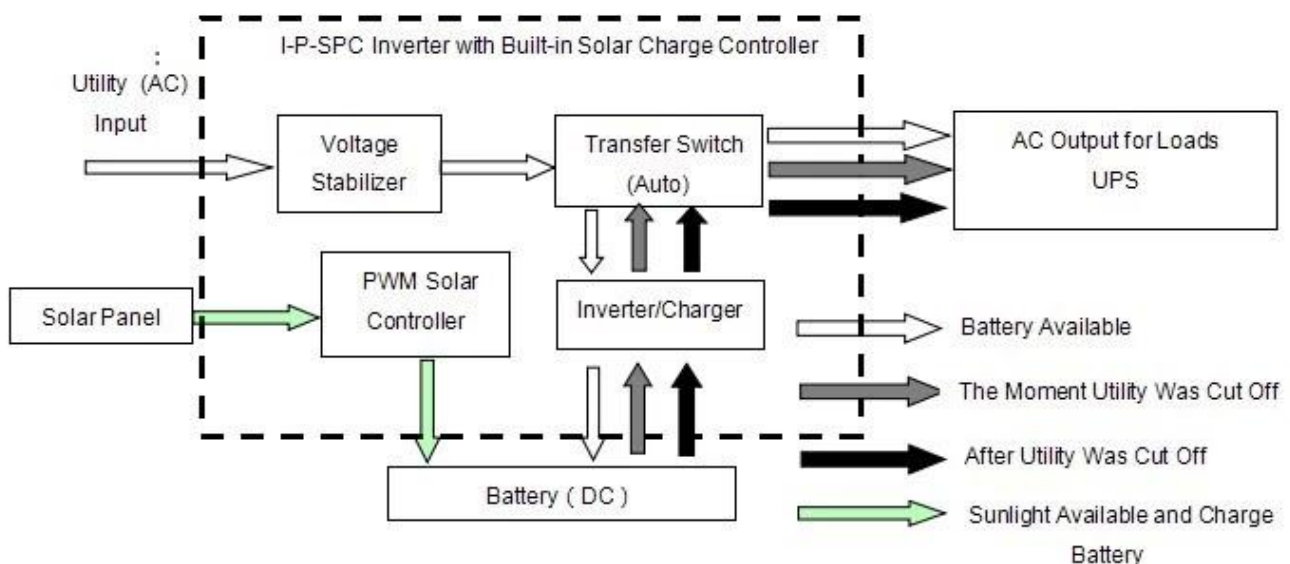 I-P-SPC Inverter with Built-in Solar Charge Controller
:
Utility (AC)
Input
Voltage
Stabilizer
Transfer Switch
(Auto)
AC Output for Loads
UPS
Solar Panel
PWM Solar
Controller
Inverter/Charger
Battery ( DC )
Battery Available
The Moment Utility Was Cut Off
After Utility Was Cut Off
Sunlight Available and Charge
Battery